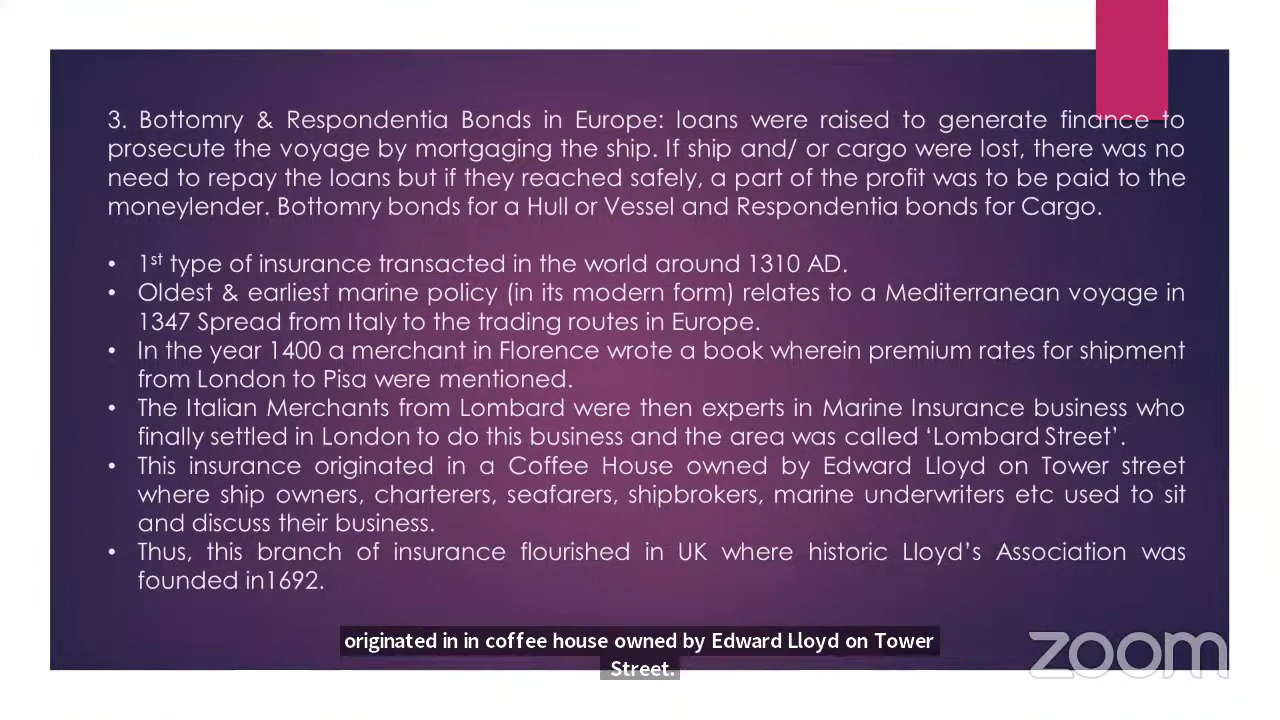 3. Bottomry & Respondentia Bonds in Europe: loans were raised to generate finance to
prosecute the voyage by mortgaging the ship. If ship and/ or cargo were lost, there was no
need to repay the loans but if they reached safely, a part of the profit was to be paid to the
moneylender. Bottomry bonds for a Hull or Vessel and Respondentia bonds for Cargo.
• 1st type of insurance transacted in the world around 1310 AD.
• Oldest & earliest marine policy (in its modern form) relates to a Mediterranean voyage in
1347 Spread from Italy to the trading routes in Europe.
• In the year 1400 a merchant in Florence wrote a book wherein premium rates for shipment
from London to Pisa were mentioned.
• The Italian Merchants from Lombard were then experts in Marine Insurance business who
finally settled in London to do this business and the area was called ‘Lombard Street’.
• This insurance originated in a Coffee House owned by Edward Lloyd on Tower street
where ship owners, charterers, seafarers, shipbrokers, marine underwriters etc used to sit
and discuss their business.
• Thus, this branch of insurance flourished in UK where historic Lloyd’s Association was
founded in1692.
originated in in coffee house owned by Edward Lloyd on Tower
Street.
zoom